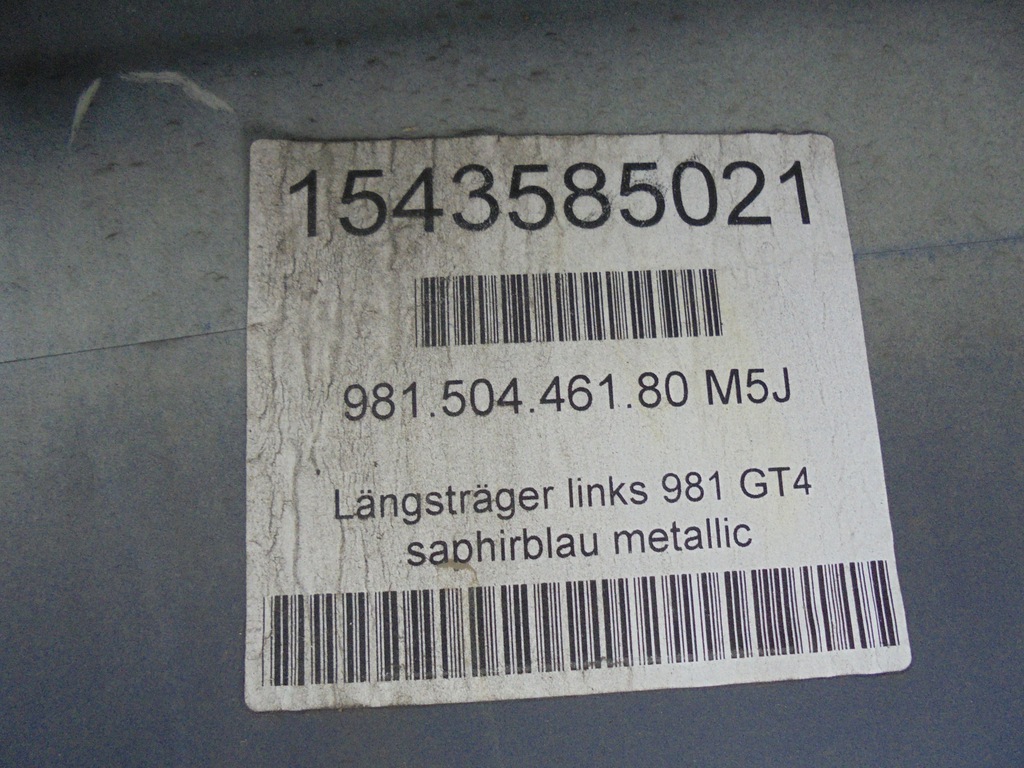 1543585021
981.504.461.80 M5J
Längsträger links 981 GT4
saphirblau metallic